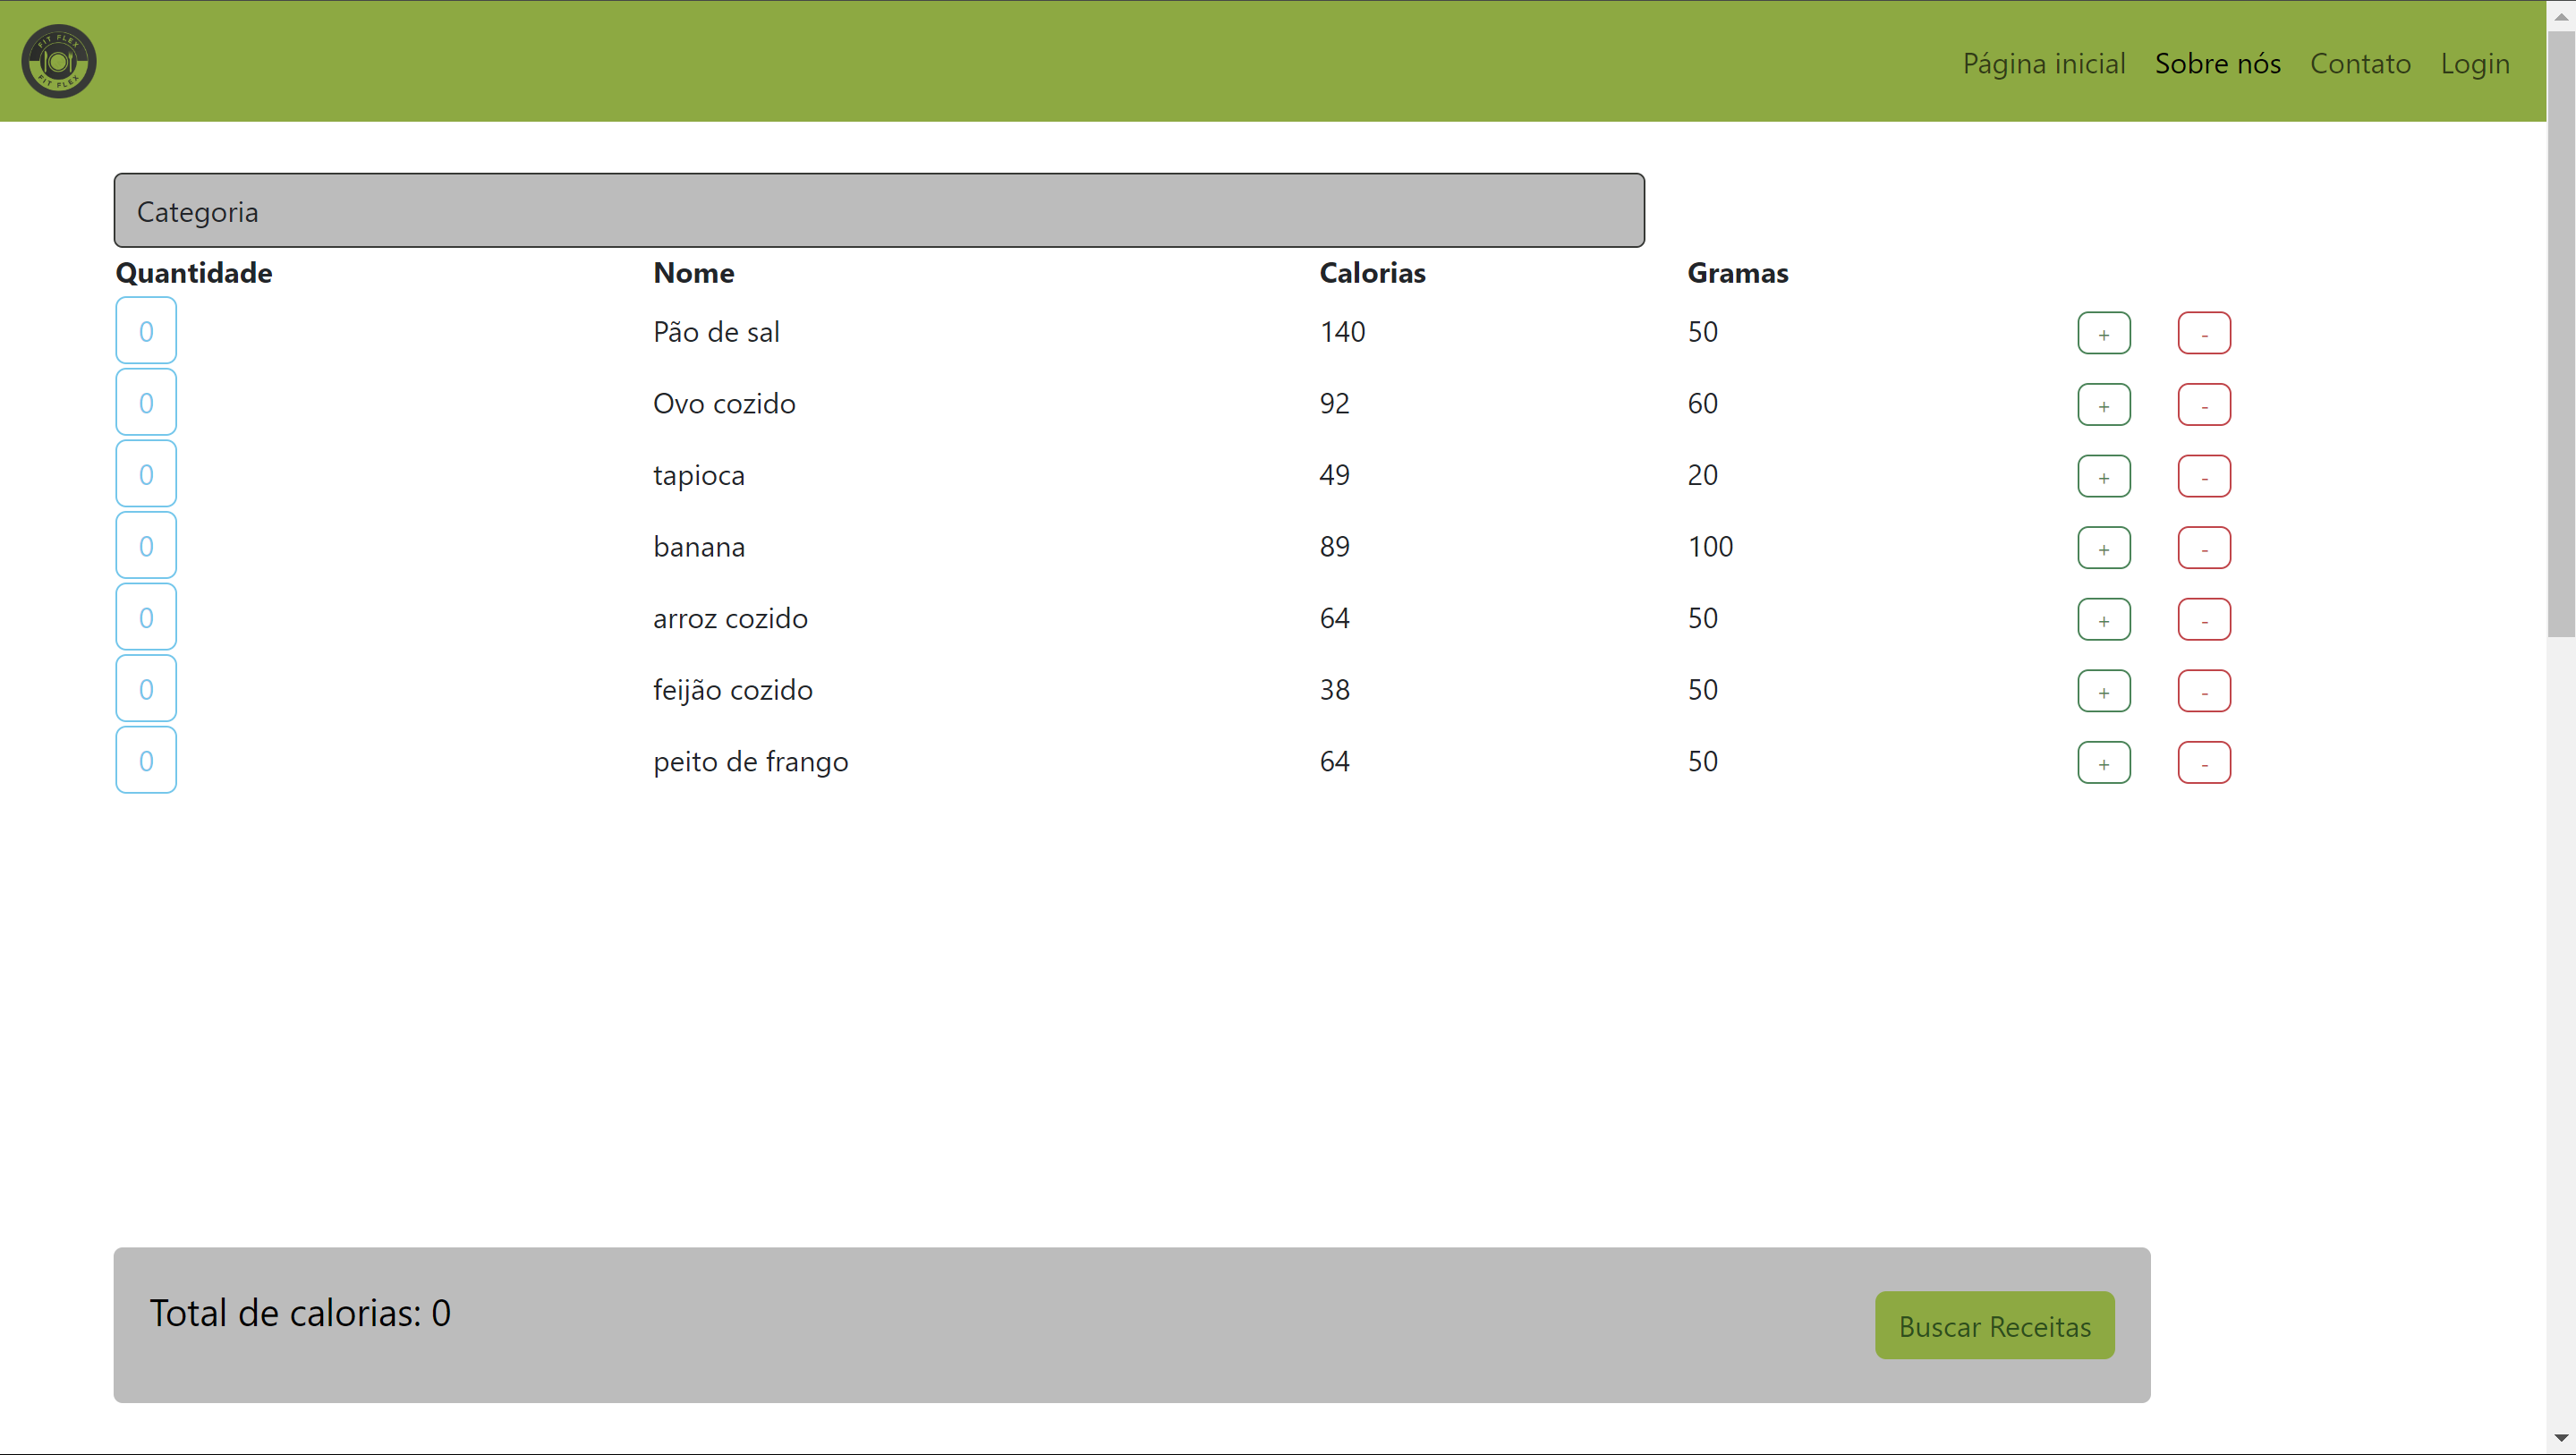 FIT FLEX
FIT FLEX
Página inicial Sobre nós Contato Login
Categoria
Quantidade Nome Calorias Gramas
0 Pão de sal 140 50 + -
0 Ovo cozido 92 60 + -
0 tapioca 49 20 + -
0 banana 89 100 + -
0 arroz cozido 64 50 + -
0 feijão cozido 38 50 + -
0 peito de frango 64 50 + -
Total de calorias: 0
Buscar Receitas